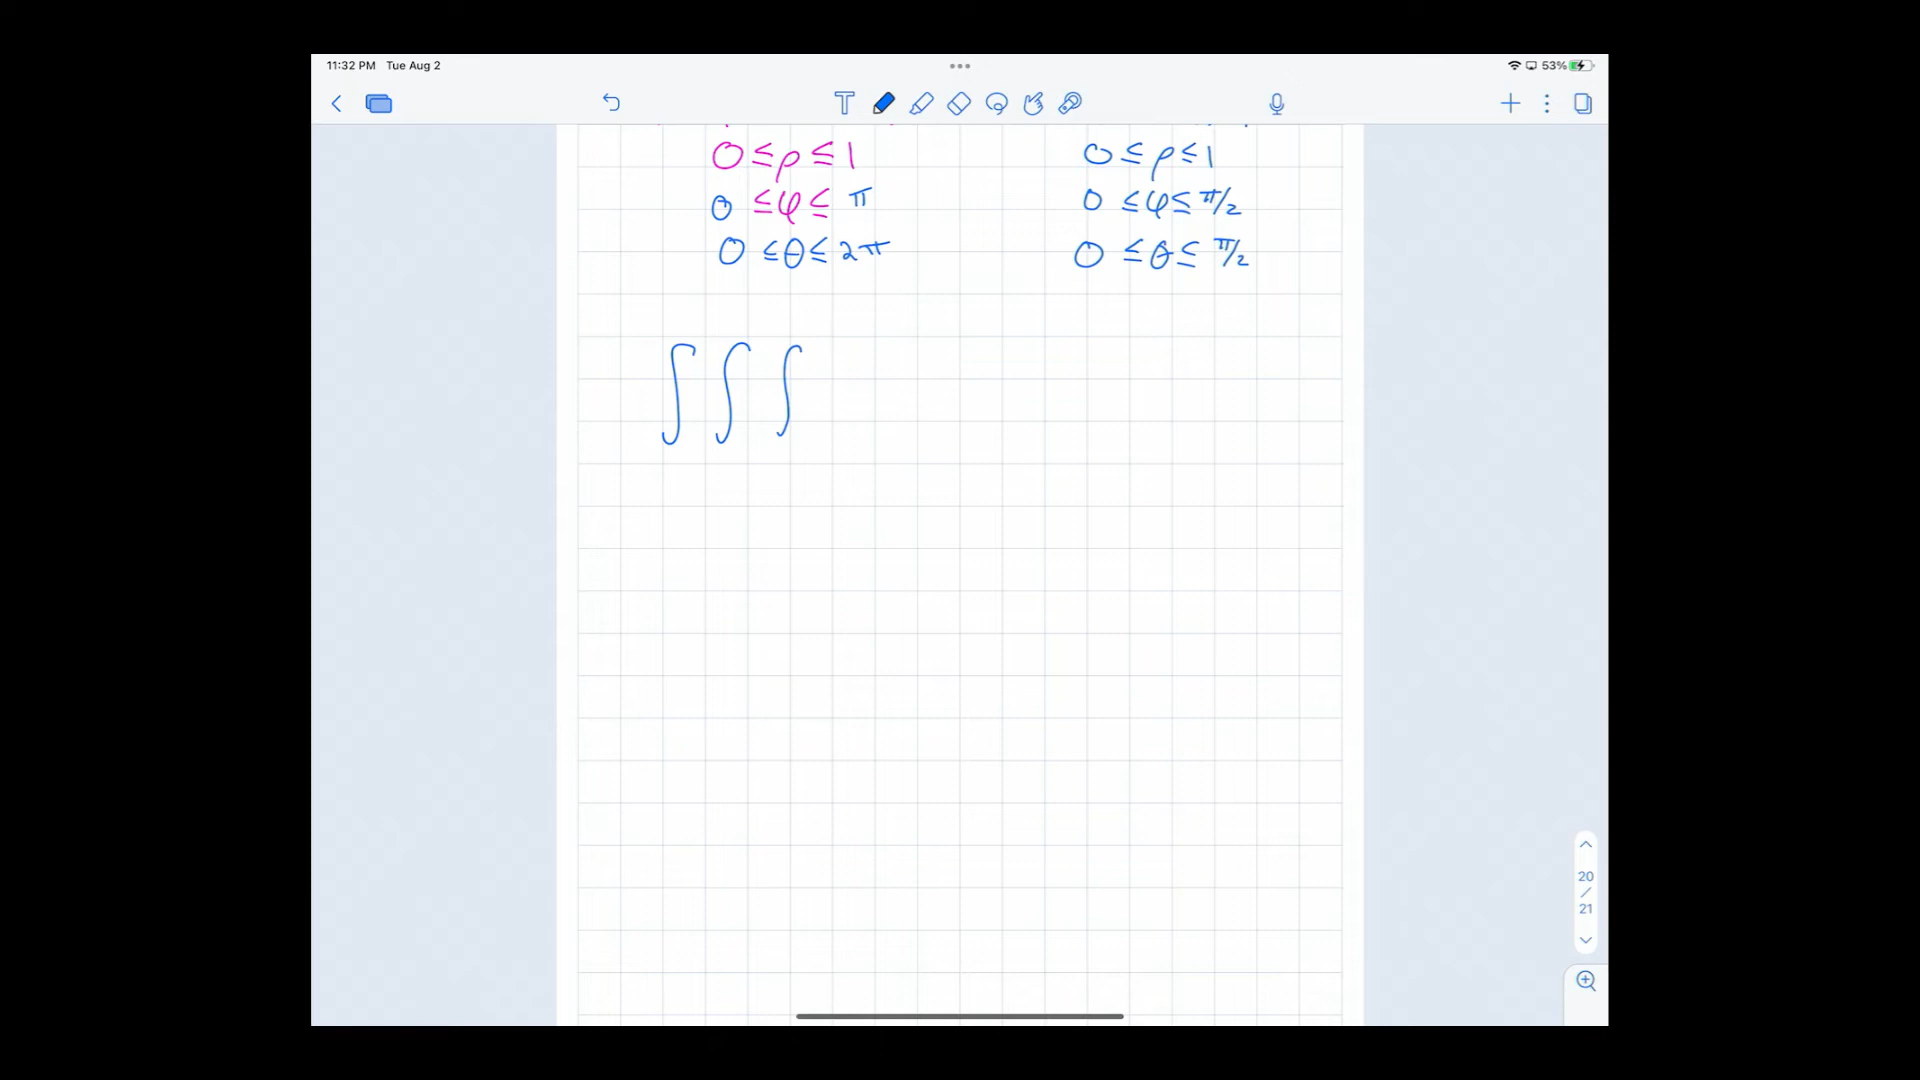 11:32 PM Tue Aug 2
53%
T
0 ≤ ρ ≤ 1
0 ≤ φ ≤ π
0 ≤ θ ≤ 2π
0 ≤ ρ ≤ 1
0 ≤ φ ≤ π/2
0 ≤ θ ≤ π/2
∫ ∫ ∫
20
/
21